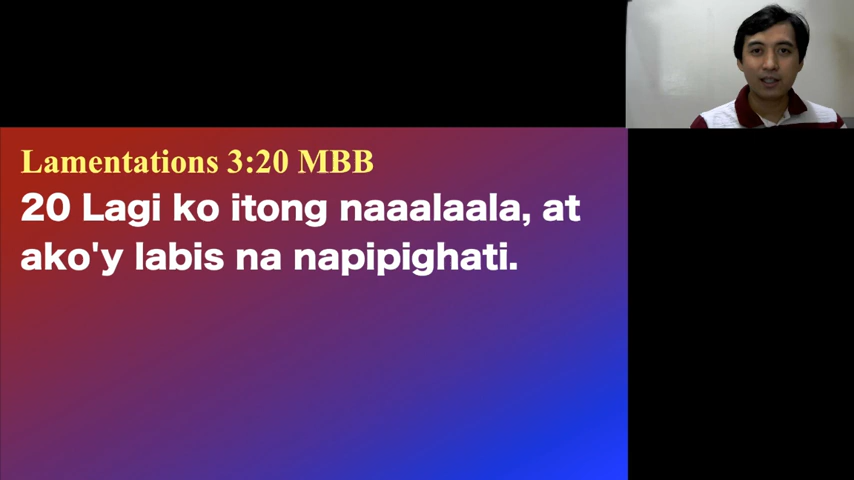 Lamentations 3:20 MBB
20 Lagi ko itong naaalaala, at
ako'y labis na napipighati.